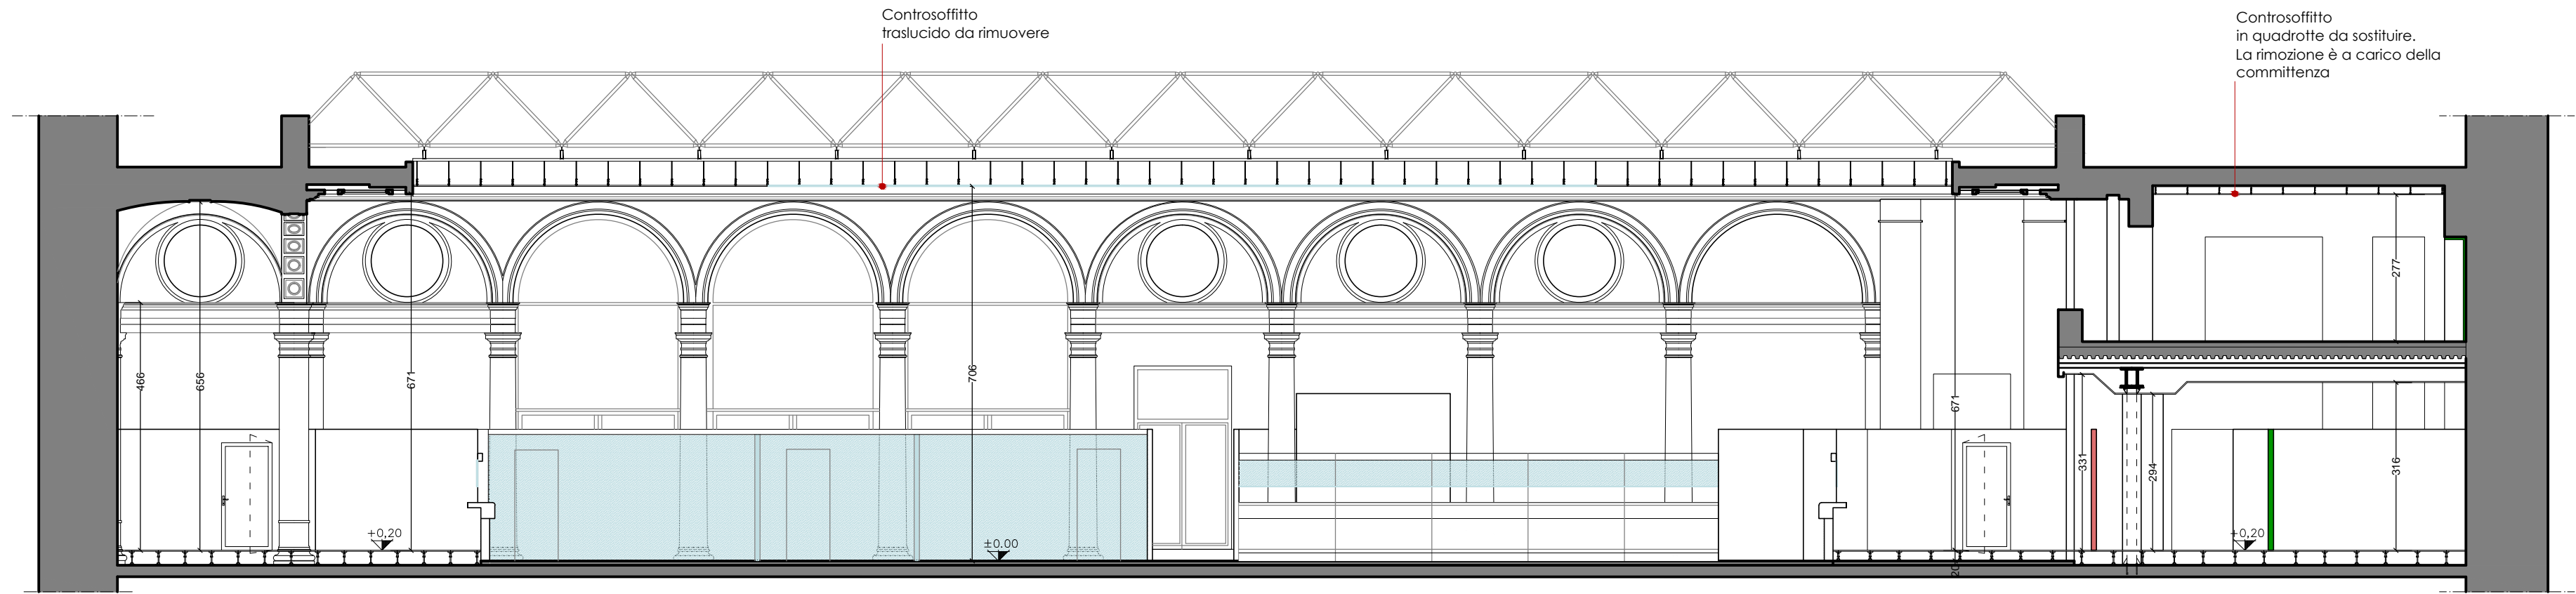 Controsoffitto
traslucido da rimuovere
Controsoffitto
in quadrotte da sostituire.
La rimozione è a carico della
committenza
277
466
656
671
706
671
331
294
316
+0,20
±0.00
+0,20
20